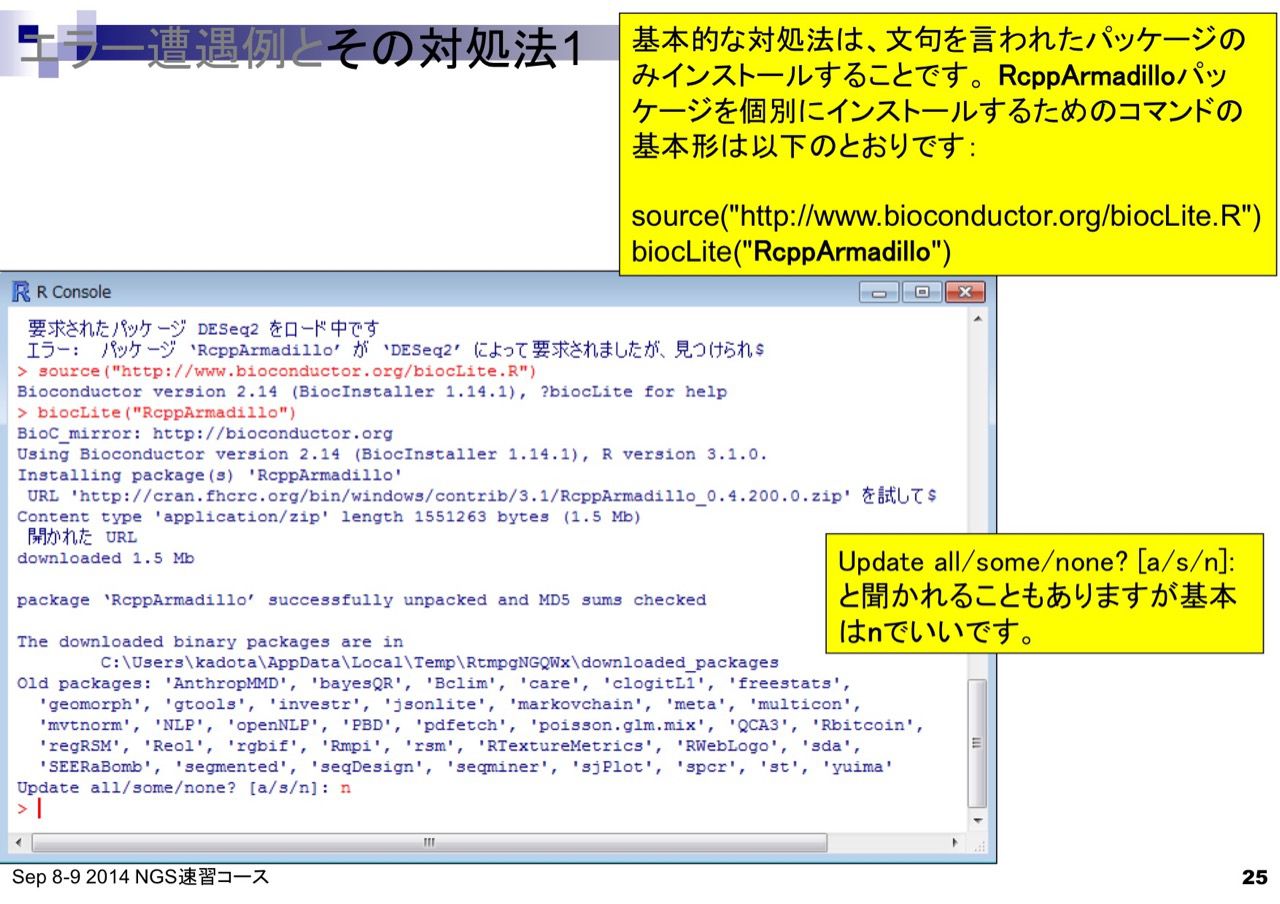 エラー遭遇例とその対処法1
基本的な対処法は、文句を言われたパッケージの
みインストールすることです。RcppArmadilloパッ
ケージを個別にインストールするためのコマンドの
基本形は以下のとおりです：
source("http://www.bioconductor.org/biocLite.R")
biocLite("RcppArmadillo")
R Console
要求されたパッケージ DESeq2 をロード中です
エラー： パッケージ ‘RcppArmadillo’ が ‘DESeq2’ によって要求されましたが、見つけられ$
> source("http://www.bioconductor.org/biocLite.R")
Bioconductor version 2.14 (BiocInstaller 1.14.1), ?biocLite for help
> biocLite("RcppArmadillo")
BioC_mirror: http://bioconductor.org
Using Bioconductor version 2.14 (BiocInstaller 1.14.1), R version 3.1.0.
Installing package(s) 'RcppArmadillo'
URL 'http://cran.fhcrc.org/bin/windows/contrib/3.1/RcppArmadillo_0.4.200.0.zip' を試して$
Content type 'application/zip' length 1551263 bytes (1.5 Mb)
開かれた URL
downloaded 1.5 Mb
package ‘RcppArmadillo’ successfully unpacked and MD5 sums checked
The downloaded binary packages are in
C:\Users\kadota\AppData\Local\Temp\RtmpgNGQWx\downloaded_packages
Old packages: 'AnthropMMD', 'bayesQR', 'Bclim', 'care', 'clogitL1', 'freestats',
'geomorph', 'gtools', 'investr', 'jsonlite', 'markovchain', 'meta', 'multicon',
'mvtnorm', 'NLP', 'openNLP', 'PBD', 'pdfetch', 'poisson.glm.mix', 'QCA3', 'Rbitcoin',
'regRSM', 'Reol', 'rgbif', 'Rmpi', 'rsm', 'RTextureMetrics', 'RWebLogo', 'sda',
'SEERaBomb', 'segmented', 'seqDesign', 'seqminer', 'sjPlot', 'spcr', 'st', 'yuima'
Update all/some/none? [a/s/n]: n
>
Update all/some/none? [a/s/n]:
と聞かれることもありますが基本
はnでいいです。
Sep 8-9 2014 NGS速習コース
25